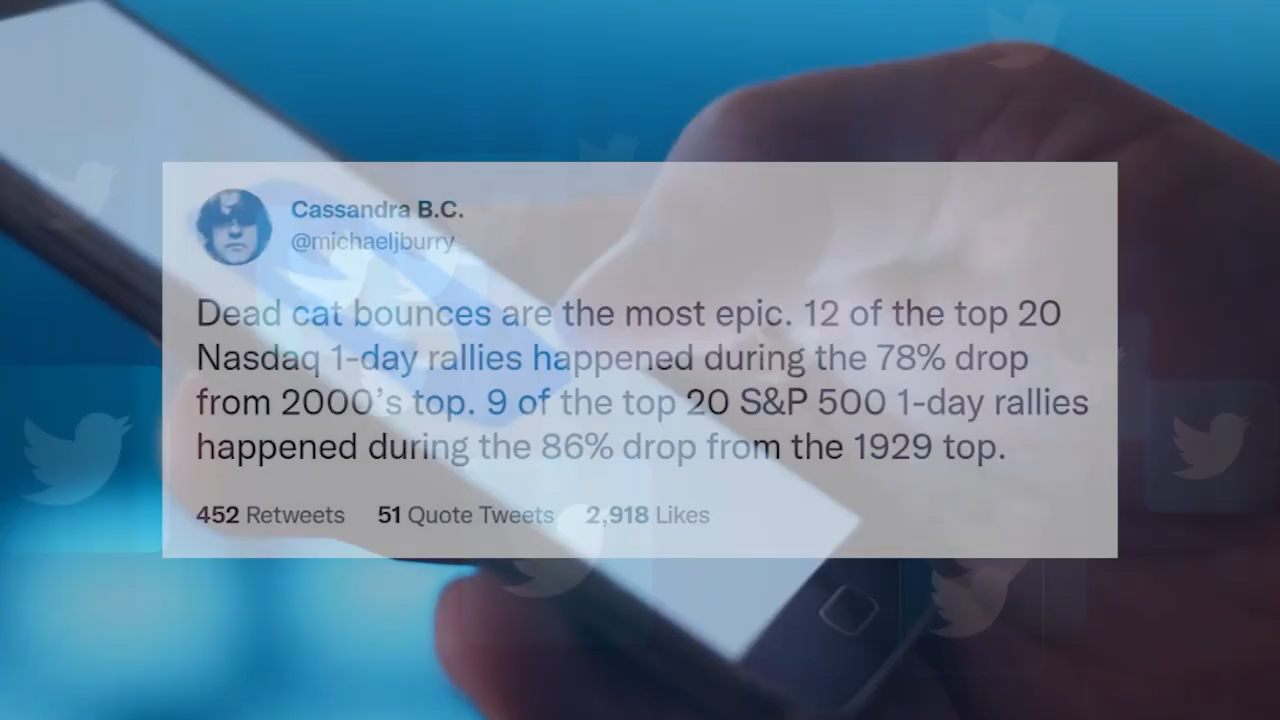 Cassandra B.C.
@michaeljburry
Dead cat bounces are the most epic. 12 of the top 20
Nasdaq 1-day rallies happened during the 78% drop
from 2000’s top. 9 of the top 20 S&P 500 1-day rallies
happened during the 86% drop from the 1929 top.
452 Retweets 51 Quote Tweets 2,918 Likes